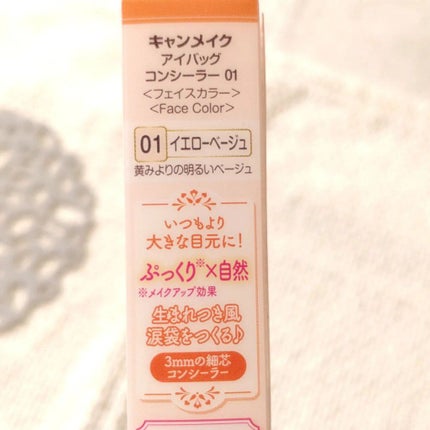 キャンメイク
アイバッグ
コンシーラー 01
<フェイスカラー>
<Face Color>
01 イエローベージュ
黄みよりの明るいベージュ
いつもより
大きな目元に!
ぷっくり※×自然
※メイクアップ効果
生まれつき風
涙袋をつくる♪
3mmの細芯
コンシーラー